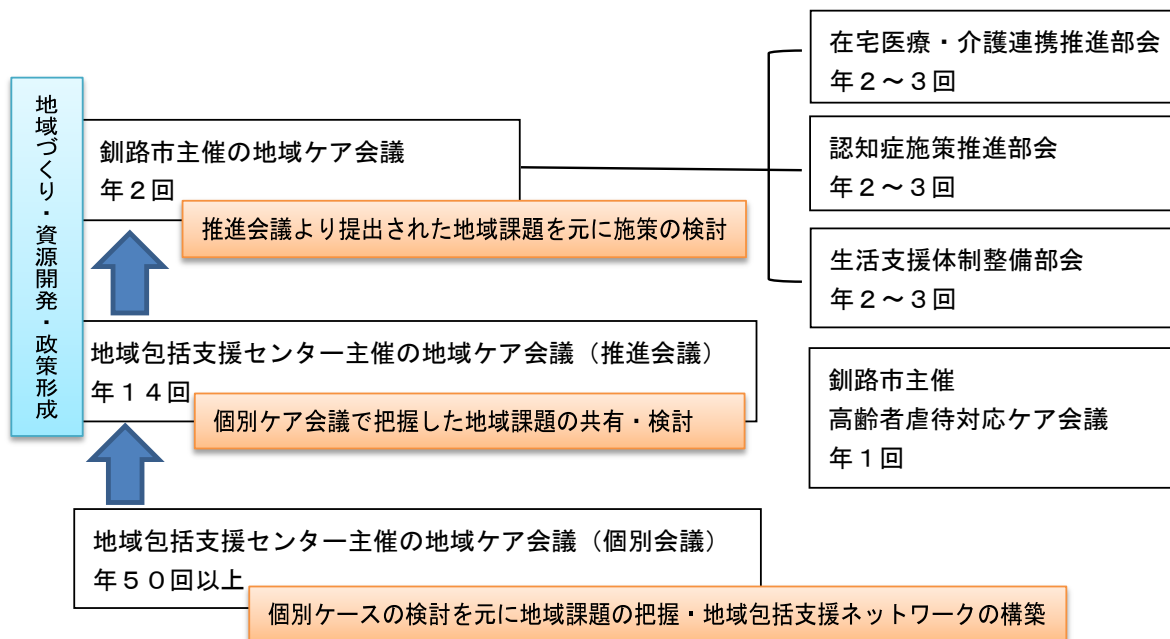 地域づくり・資源開発・政策形成
釧路市主催の地域ケア会議
年２回
推進会議より提出された地域課題を元に施策の検討
地域包括支援センター主催の地域ケア会議（推進会議）
年１４回
個別ケア会議で把握した地域課題の共有・検討
地域包括支援センター主催の地域ケア会議（個別会議）
年５０回以上
個別ケースの検討を元に地域課題の把握・地域包括支援ネットワークの構築
在宅医療・介護連携推進部会
年２～３回
認知症施策推進部会
年２～３回
生活支援体制整備部会
年２～３回
釧路市主催
高齢者虐待対応ケア会議
年１回